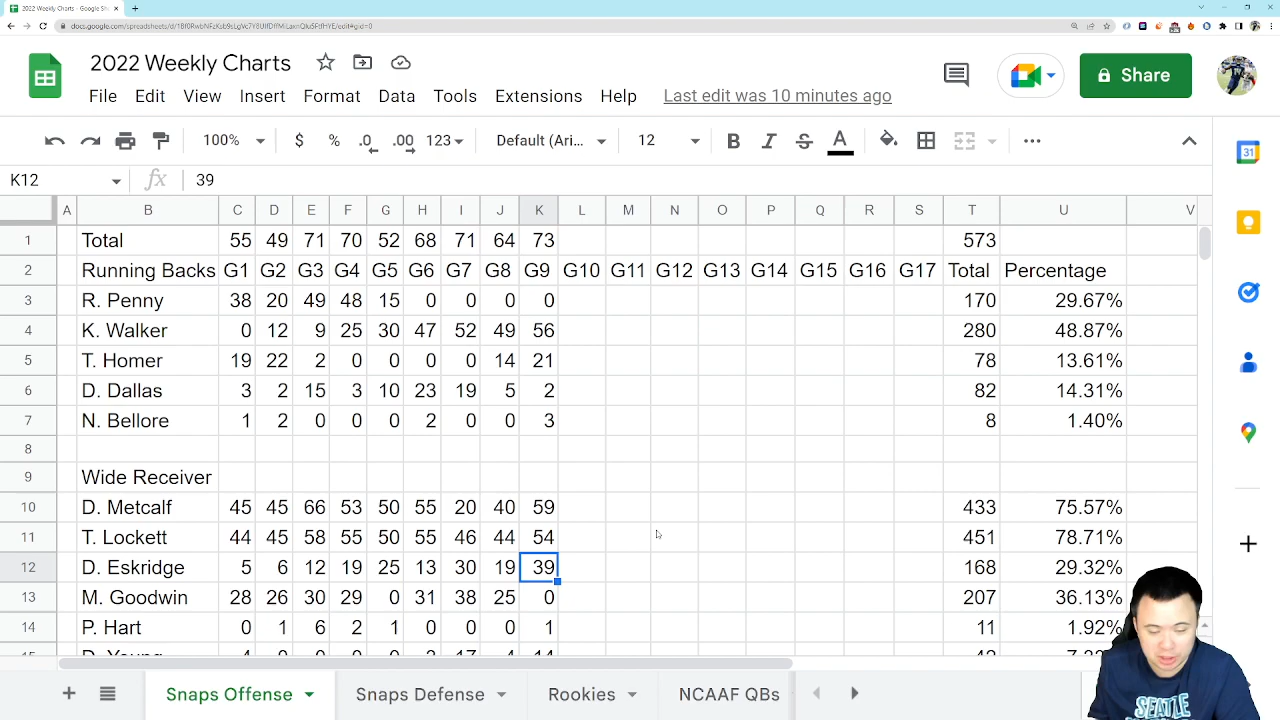 2022 Weekly Charts - Google She
2022 Weekly Charts
File Edit View Insert Format Data Tools Extensions Help Last edit was 10 minutes ago
Share
100% $ % .0 .00 123 Default (Ari... 12 B I S A
K12 fx 39
A B C D E F G H I J K L M N O P Q R S T U V
1 Total 55 49 71 70 52 68 71 64 73 573
2 Running Backs G1 G2 G3 G4 G5 G6 G7 G8 G9 G10 G11 G12 G13 G14 G15 G16 G17 Total Percentage
3 R. Penny 38 20 49 48 15 0 0 0 0 170 29.67%
4 K. Walker 0 12 9 25 30 47 52 49 56 280 48.87%
5 T. Homer 19 22 2 0 0 0 0 14 21 78 13.61%
6 D. Dallas 3 2 15 3 10 23 19 5 2 82 14.31%
7 N. Bellore 1 2 0 0 0 2 0 0 3 8 1.40%
8
9 Wide Receiver
10 D. Metcalf 45 45 66 53 50 55 20 40 59 433 75.57%
11 T. Lockett 44 45 58 55 50 55 46 44 54 451 78.71%
12 D. Eskridge 5 6 12 19 25 13 30 19 39 168 29.32%
13 M. Goodwin 28 26 30 29 0 31 38 25 0 207 36.13%
14 P. Hart 0 1 6 2 1 0 0 0 1 11 1.92%
Snaps Offense Snaps Defense Rookies NCAAF QBs
31
SEATLE